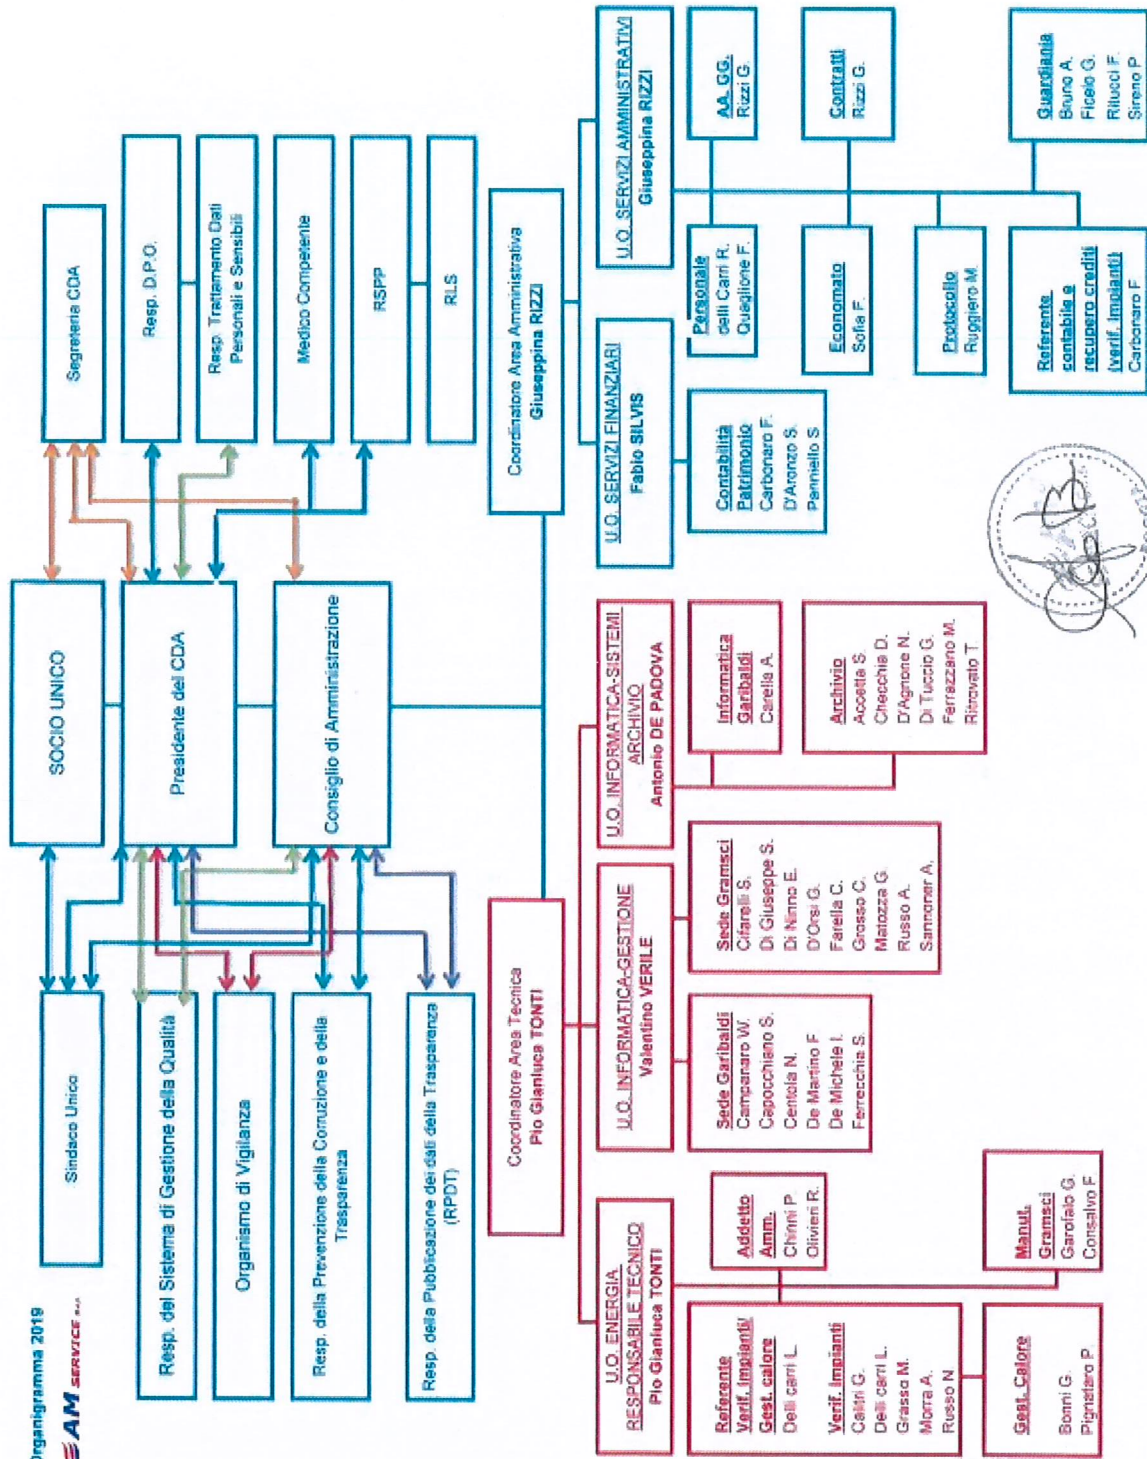 Organigramma 2019
AM SERVICE
Sindaco Unico
Resp. del Sistema di Gestione della Qualità
Organismo di Vigilanza
Resp. della Prevenzione della Corruzione e della
Trasparenza
Resp. della Pubblicazione dei dati della Trasparenza
(RPDT)
SOCIO UNICO
Presidente del CDA
Consiglio di Amministrazione
Segreteria CDA
Resp. D.P.O.
Resp. Trattamento Dati
Personali e Sensibili
Medico Competente
RSPP
RLS
Coordinatore Area Tecnica
Pio Gianluca TONTI
Coordinatore Area Amministrativa
Giuseppina RIZZI
U.O. ENERGIA
RESPONSABILE TECNICO
Pio Gianluca TONTI
Referente
Verif. Impianti/
Gest. calore
Delli carri L.
Verif. Impianti
Calitri G.
Delli carri L.
Grasso M.
Morra A.
Russo N
Addetto
Amm.
Chinni P.
Olivieri R.
Gest. Calore
Bonni G.
Pignataro P.
Manut.
Gramsci
Garofalo G.
Consalvo F
U.O. INFORMATICA-GESTIONE
Valentino VERILE
Sede Garibaldi
Campanaro W.
Capocchiano S.
Centola N.
De Martino F
De Michele I.
Ferrecchia S.
Sede Gramsci
Cifarelli S.
Di Giuseppe S.
Di Ninno E.
D'Orsi G.
Farella C.
Grosso C.
Matozza G.
Russo A.
Sannoner A.
U.O. INFORMATICA-SISTEMI
ARCHIVIO
Antonio DE PADOVA
Informatica
Garibaldi
Carella A.
Archivio
Accetta S.
Checchia D.
D'Agnone N.
Di Tuccio G.
Ferrazzano M.
Ritrovato T.
U.O. SERVIZI FINANZIARI
Fabio SILVIS
Contabilità
Patrimonio
Carbonaro F.
D'Aronzo S.
Panniello S
U.O. SERVIZI AMMINISTRATIVI
Giuseppina RIZZI
Personale
delli Carri R.
Quaglione F.
AA. GG.
Rizzi G.
Economato
Sofia F.
Contratti
Rizzi G.
Protocollo
Ruggiero M.
Referente
contabile e
recupero crediti
(verif. Impianti)
Carbonaro F
Guardiania
Bruno A.
Ficelo G.
Ritucci F.
Sireno P